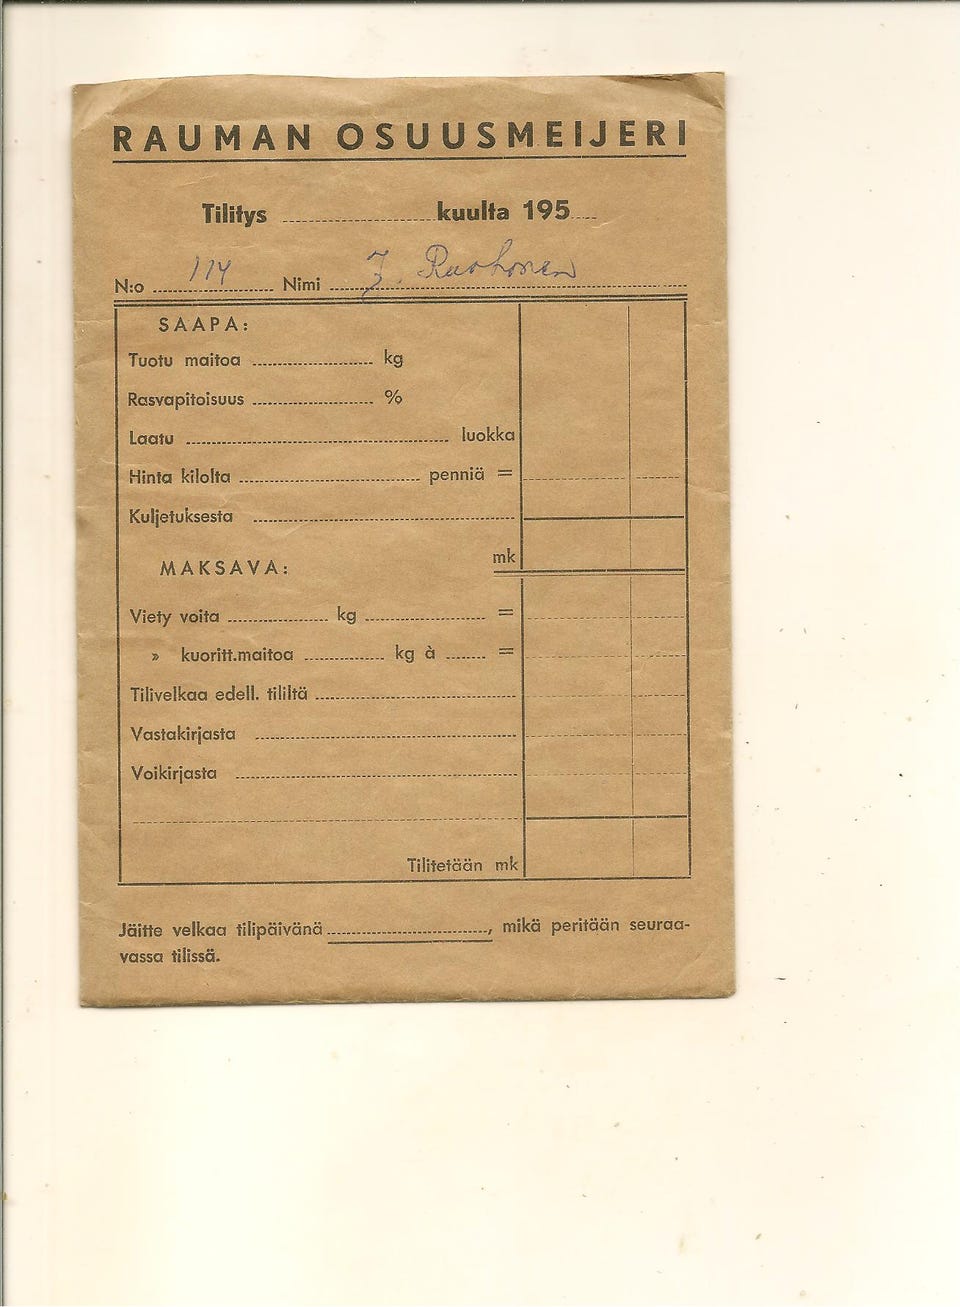 RAUMAN OSUUSMEIJERI
Tilitys kuulta 195
N:o 114 Nimi J. Ruohonen
SAAPA:
Tuotu maitoa kg
Rasvapitoisuus %
Laatu luokka
Hinta kilolta penniä =
Kuljetuksesta
mk
MAKSAVA:
Viety voita kg =
» kuoritt.maitoa kg à =
Tilivelkaa edell. tililtä
Vastakirjasta
Voikirjasta
Tilitetään mk
Jäitte velkaa tilipäivänä , mikä peritään seuraa-
vassa tilissä.